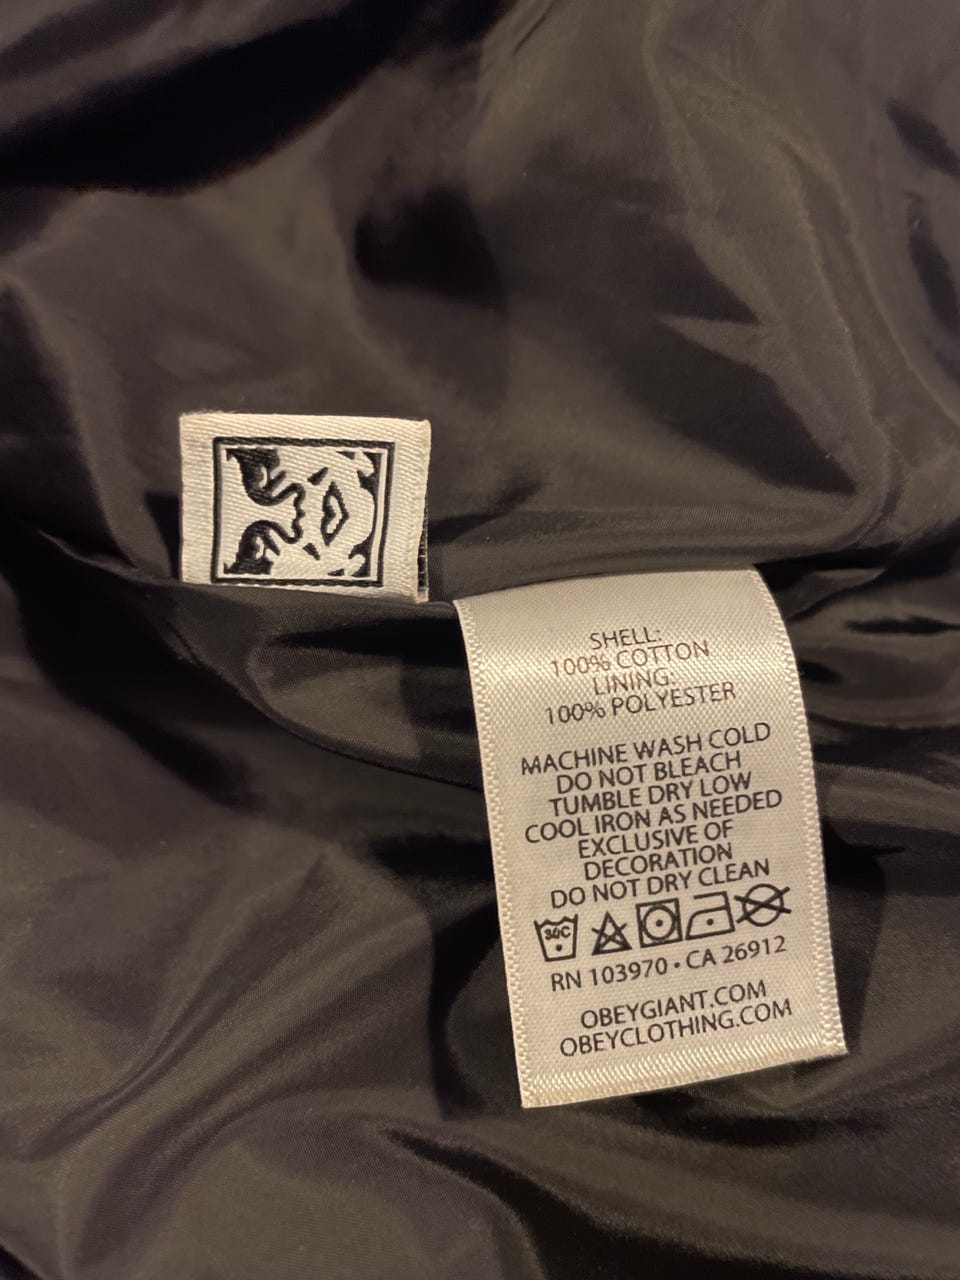 SHELL:
100% COTTON
LINING:
100% POLYESTER
MACHINE WASH COLD
DO NOT BLEACH
TUMBLE DRY LOW
COOL IRON AS NEEDED
EXCLUSIVE OF
DECORATION
DO NOT DRY CLEAN
30C
RN 103970 • CA 26912
OBEYGIANT.COM
OBEYCLOTHING.COM